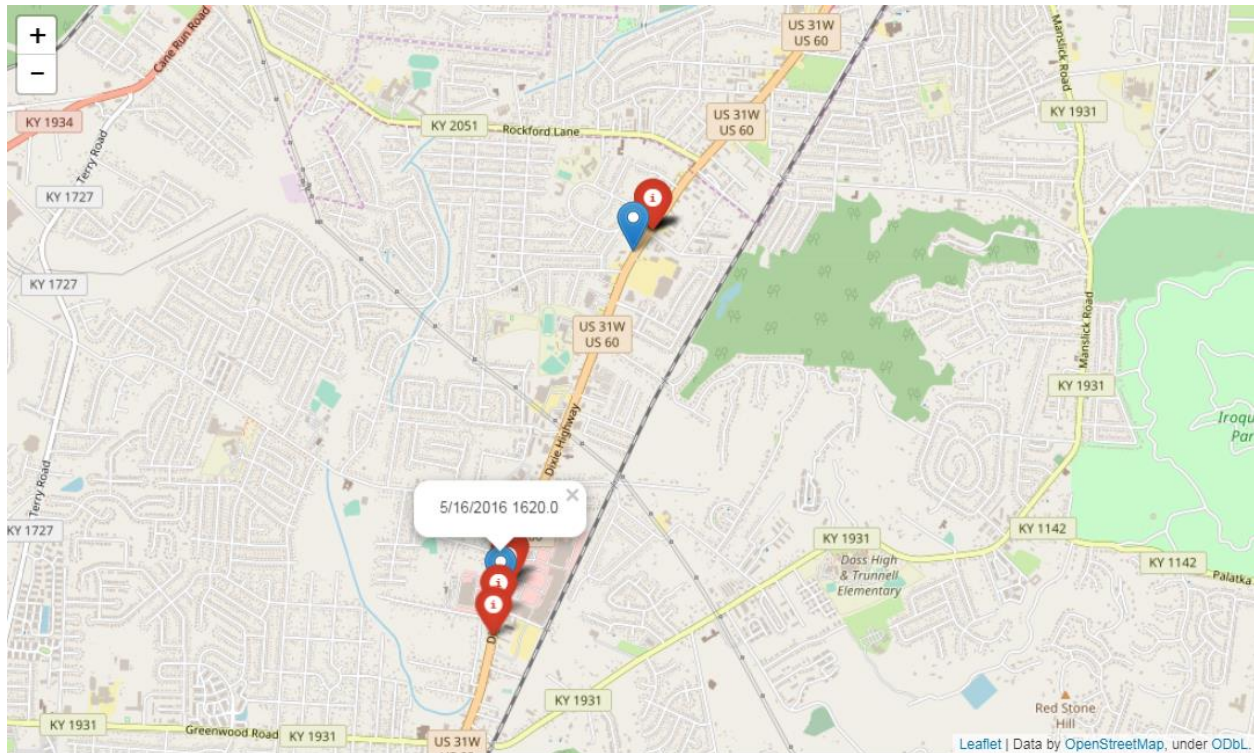 +
−
Cane Run Road
US 31W
US 60
Manslick Road
KY 1934
KY 2051
Rockford Lane
US 31W
US 60
KY 1931
Terry Road
KY 1727
i
KY 1727
US 31W
US 60
Manslick Road
KY 1931
Iroqu
Par
Dixie Highway
Terry Road
5/16/2016 1620.0
×
KY 1727
KY 1931
KY 1142
Doss High
& Trunnell
Elementary
KY 1142
Palatka
i
i
KY 1931
Red Stone
Hill
KY 1931
Greenwood Road
KY 1931
US 31W
US 60
Leaflet | Data by OpenStreetMap, under ODbL.